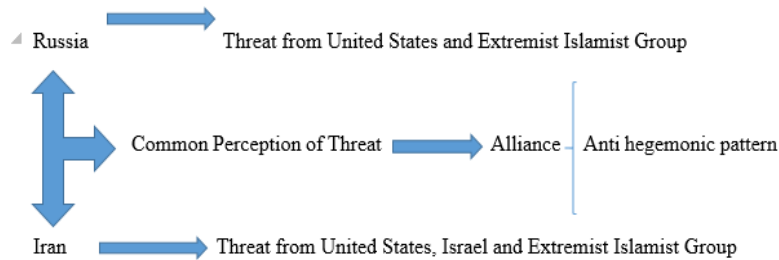 Russia
Threat from United States and Extremist Islamist Group
Common Perception of Threat
Alliance
Anti hegemonic pattern
Iran
Threat from United States, Israel and Extremist Islamist Group